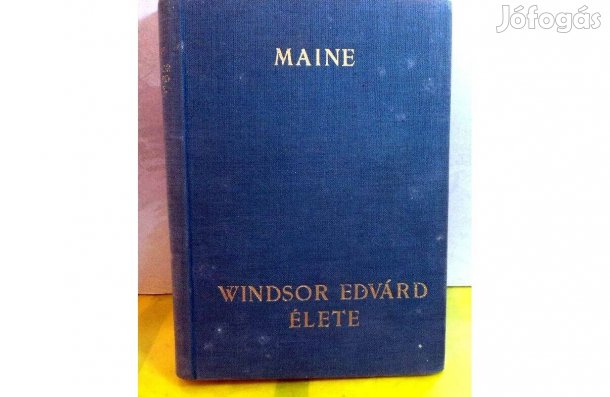 Jófogás
MAINE
WINDSOR EDVÁRD
ÉLETE